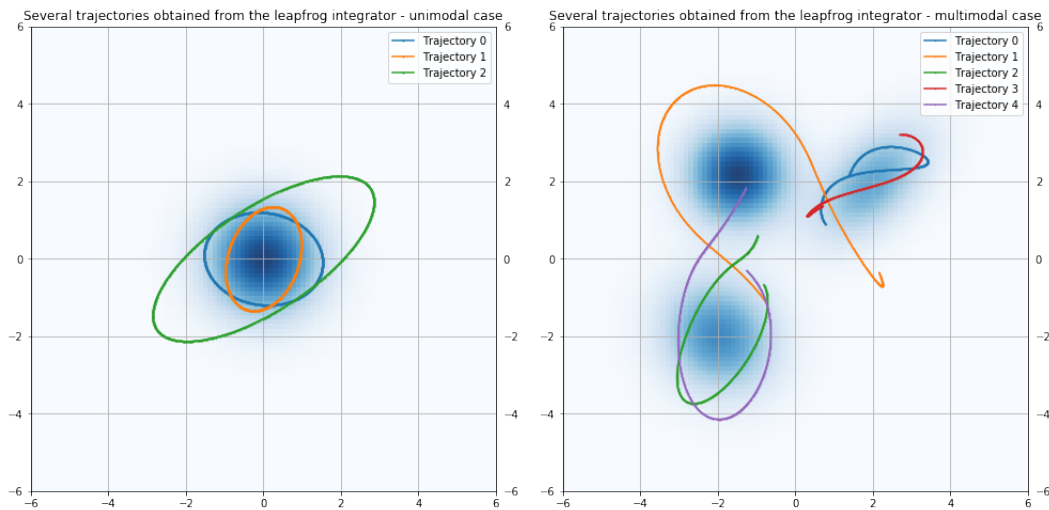 Several trajectories obtained from the leapfrog integrator - unimodal case
6
4
2
0
−2
−4
−6
−6 −4 −2 0 2 4 6
6
4
2
0
−2
−4
−6
Trajectory 0
Trajectory 1
Trajectory 2
Several trajectories obtained from the leapfrog integrator - multimodal case
6
4
2
0
−2
−4
−6
−6 −4 −2 0 2 4 6
6
4
2
0
−2
−4
−6
Trajectory 0
Trajectory 1
Trajectory 2
Trajectory 3
Trajectory 4